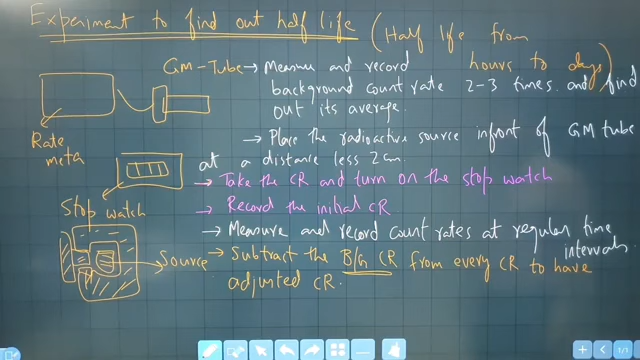 Experiment to find out half life (Half life from
hours to days)
GM-Tube → Measure and record
background count rate 2-3 times. and find
out its average.
Rate
meta
→ Place the radioactive source infront of GM tube
at a distance less 2 cm.
→ Take the CR and turn on the stop watch
Stop watch
→ Record the initial CR
→ Measure and record count rates at regular time
intervals
Source
→ Subtract the B/G CR from every CR to have
adjusted CR.
1/1